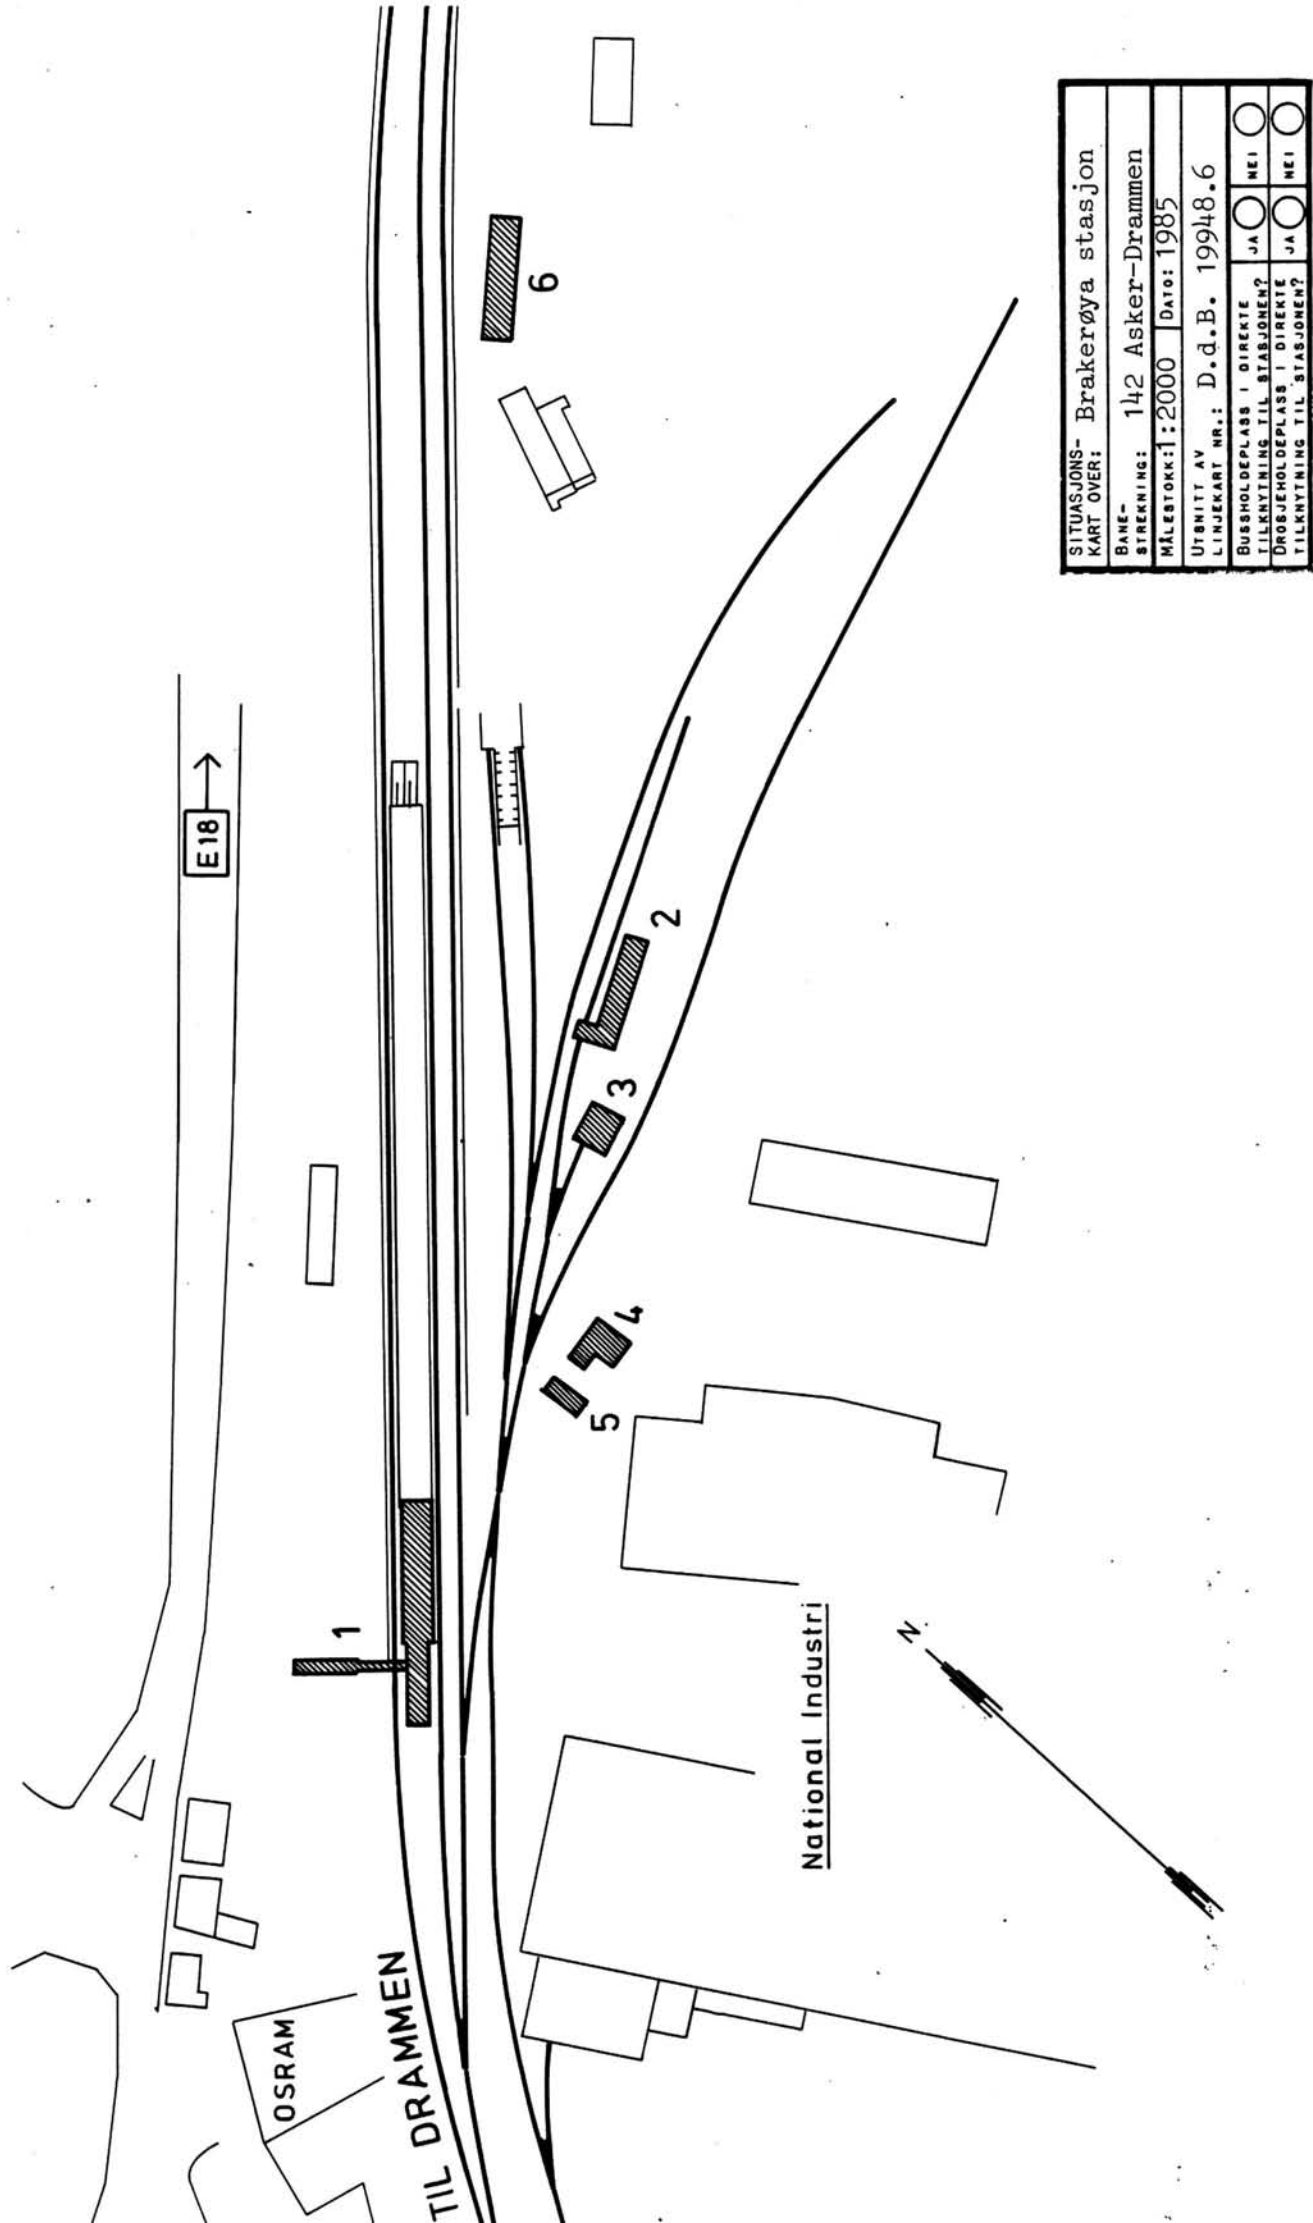 TIL DRAMMEN
OSRAM
E18
1
2
3
4
5
6
National Industri
N.
SITUASJONS-
KART OVER: Brakerøya stasjon
BANE-
STREKNING: 142 Asker-Drammen
MÅLESTOKK: 1:2000 DATO: 1985
UTSNITT AV
LINJEKART NR.: D.d.B. 19948.6
BUSSHOLDEPLASS I DIREKTE
TILKNYTNING TIL STASJONEN? JA NEI
DROSJEHOLDEPLASS I DIREKTE
TILKNYTNING TIL STASJONEN? JA NEI